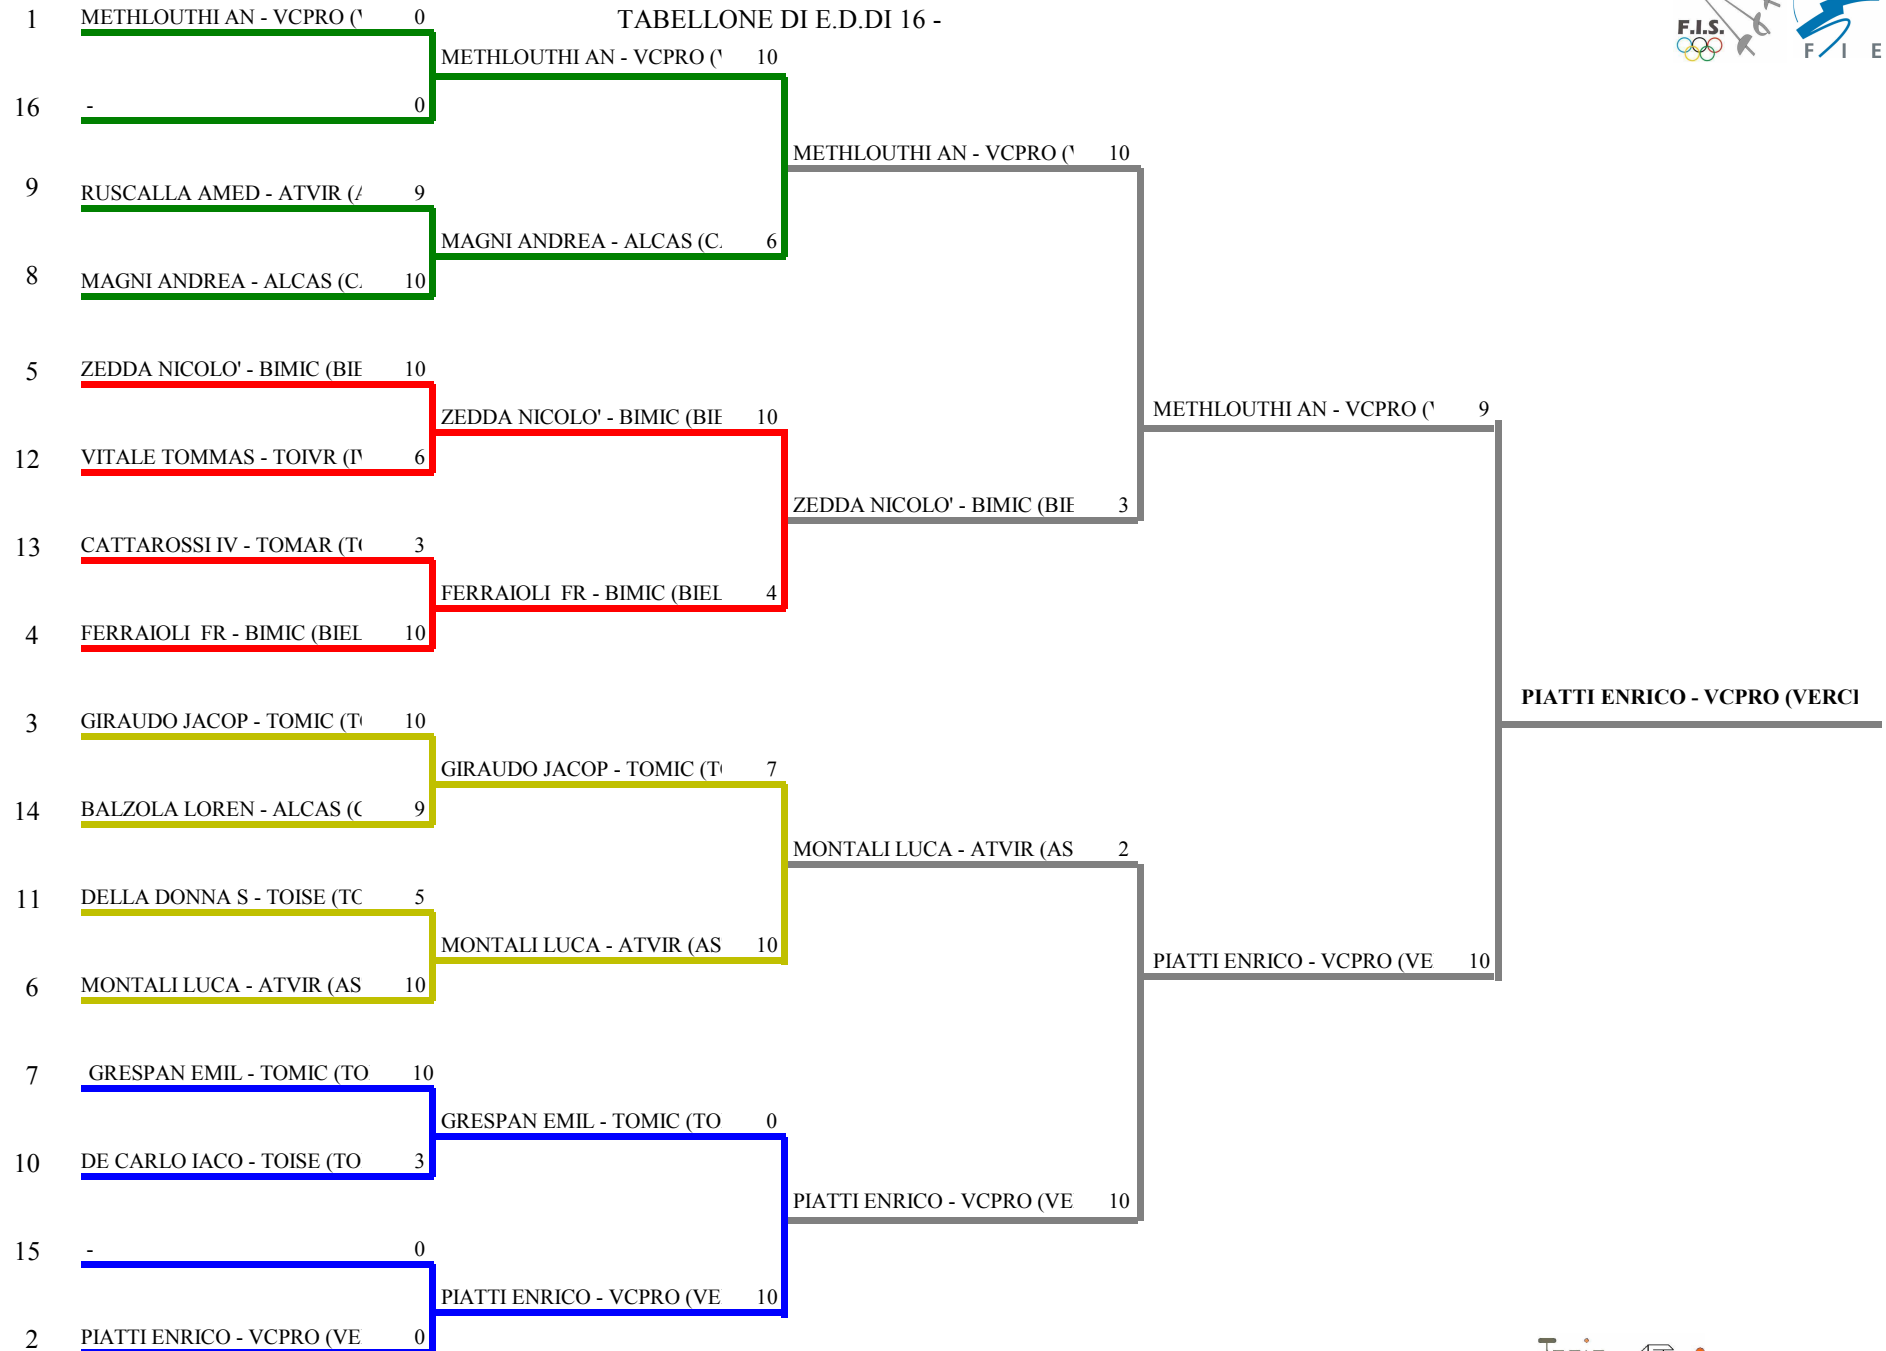 TABELLONE DI E.D.DI 16 -
F.I.S.
F I E
1 METHLOUTHI AN - VCPRO (V 0
METHLOUTHI AN - VCPRO (V 10
16 - 0
METHLOUTHI AN - VCPRO (V 10
9 RUSCALLA AMED - ATVIR (A 9
MAGNI ANDREA - ALCAS (CA 6
8 MAGNI ANDREA - ALCAS (CA 10
5 ZEDDA NICOLO' - BIMIC (BIE 10
METHLOUTHI AN - VCPRO (V 9
ZEDDA NICOLO' - BIMIC (BIE 10
12 VITALE TOMMAS - TOIVR (IV 6
ZEDDA NICOLO' - BIMIC (BIE 3
13 CATTAROSSI IV - TOMAR (TO 3
FERRAIOLI  FR - BIMIC (BIEL 4
4 FERRAIOLI  FR - BIMIC (BIEL 10
PIATTI ENRICO - VCPRO (VERCE
3 GIRAUDO JACOP - TOMIC (TO 10
GIRAUDO JACOP - TOMIC (TO 7
14 BALZOLA LOREN - ALCAS (C 9
MONTALI LUCA - ATVIR (AS 2
11 DELLA DONNA S - TOISE (TO 5
MONTALI LUCA - ATVIR (AS 10
PIATTI ENRICO - VCPRO (VE 10
6 MONTALI LUCA - ATVIR (AS 10
7 GRESPAN EMIL - TOMIC (TO 10
GRESPAN EMIL - TOMIC (TO 0
10 DE CARLO IACO - TOISE (TO 3
PIATTI ENRICO - VCPRO (VE 10
15 - 0
PIATTI ENRICO - VCPRO (VE 10
2 PIATTI ENRICO - VCPRO (VE 0